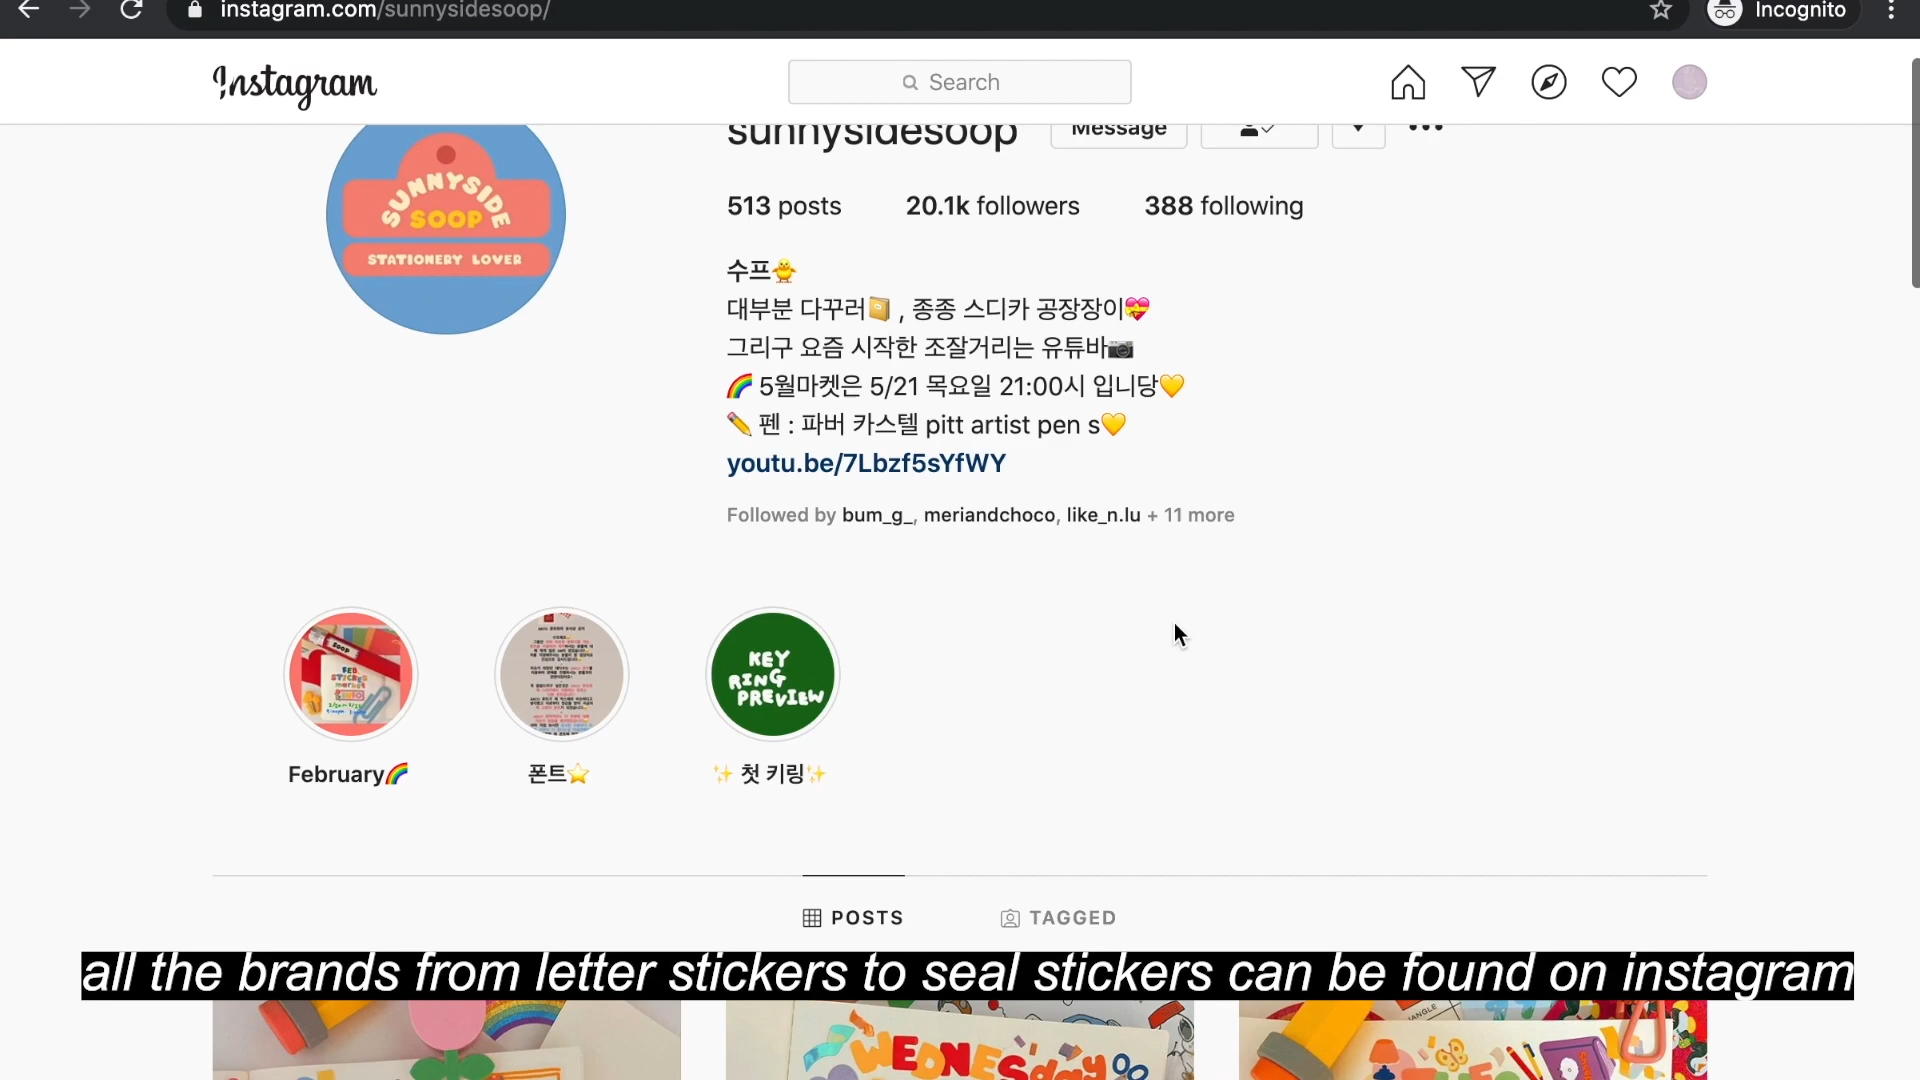 instagram.com/sunnysidesoop/
Incognito
Instagram
Search
sunnysidesoop
Message
SUNNYSIDE
SOOP
STATIONERY LOVER
513 posts 20.1k followers 388 following
수프🐥
대부분 다꾸러📔 , 종종 스디카 공장장이💝
그리구 요즘 시작한 조잘거리는 유튜바📷
🌈 5월마켓은 5/21 목요일 21:00시 입니당💛
✏️ 펜 : 파버 카스텔 pitt artist pen s💛
youtu.be/7Lbzf5sYfWY
Followed by bum_g_, meriandchoco, like_n.lu + 11 more
SOOP
FEB.
STICKER
market
INFO
KEY
RING
PREVIEW
February🌈
폰트⭐
✨ 첫 키링✨
POSTS
TAGGED
all the brands from letter stickers to seal stickers can be found on instagram
WEDNESday